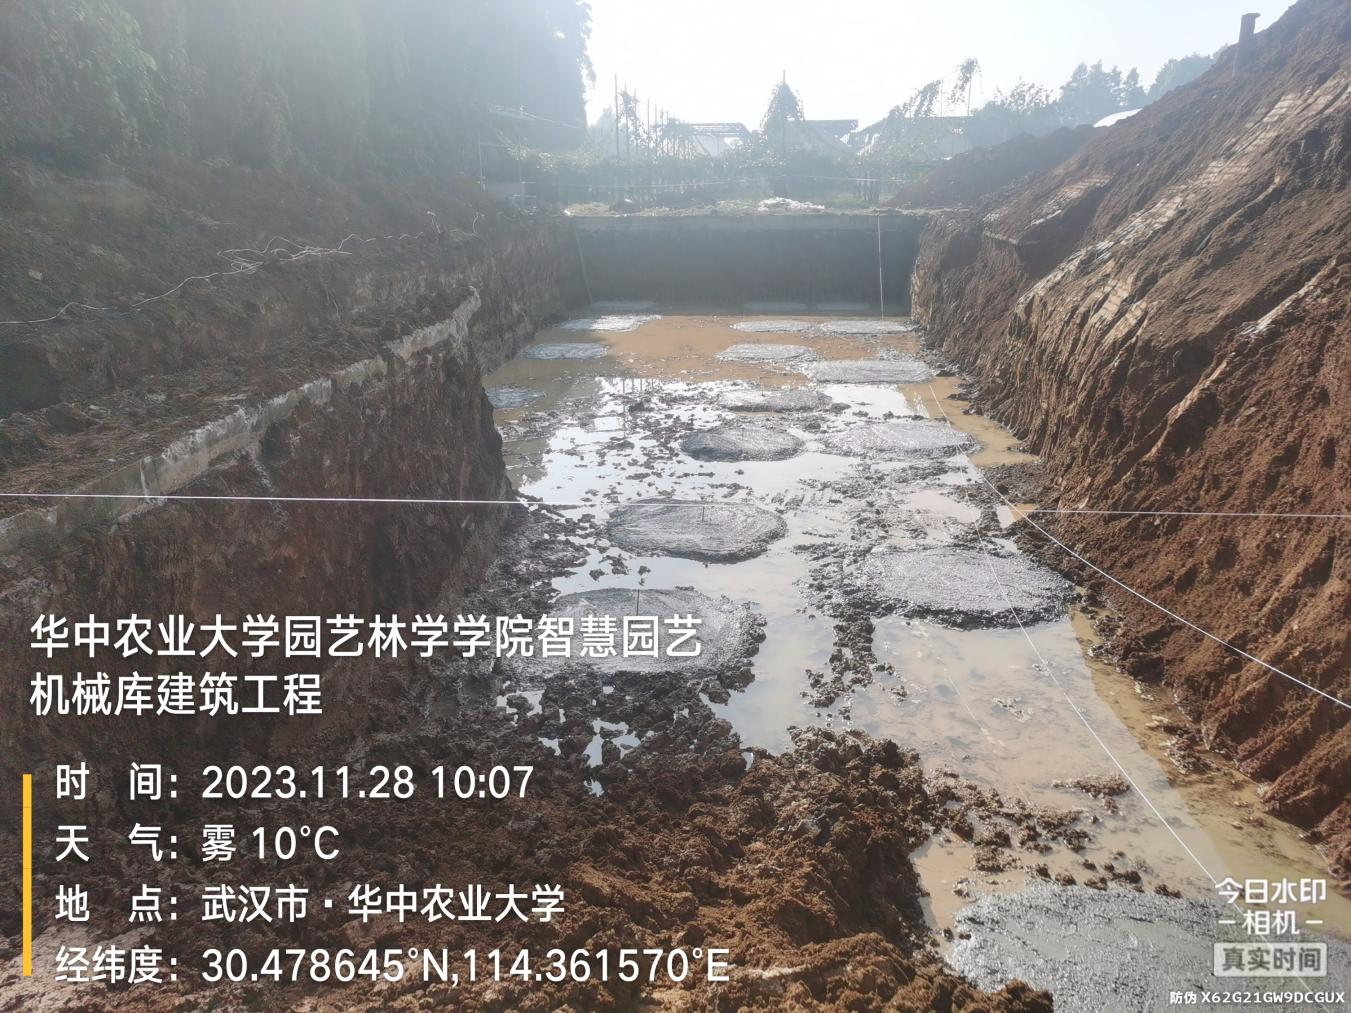 华中农业大学园艺林学学院智慧园艺
机械库建筑工程
时 间：2023.11.28 10:07
天 气：雾 10°C
地 点：武汉市·华中农业大学
经纬度：30.478645°N,114.361570°E
今日水印
－相机－
真实时间
防伪 X62G21GW9DCGUX